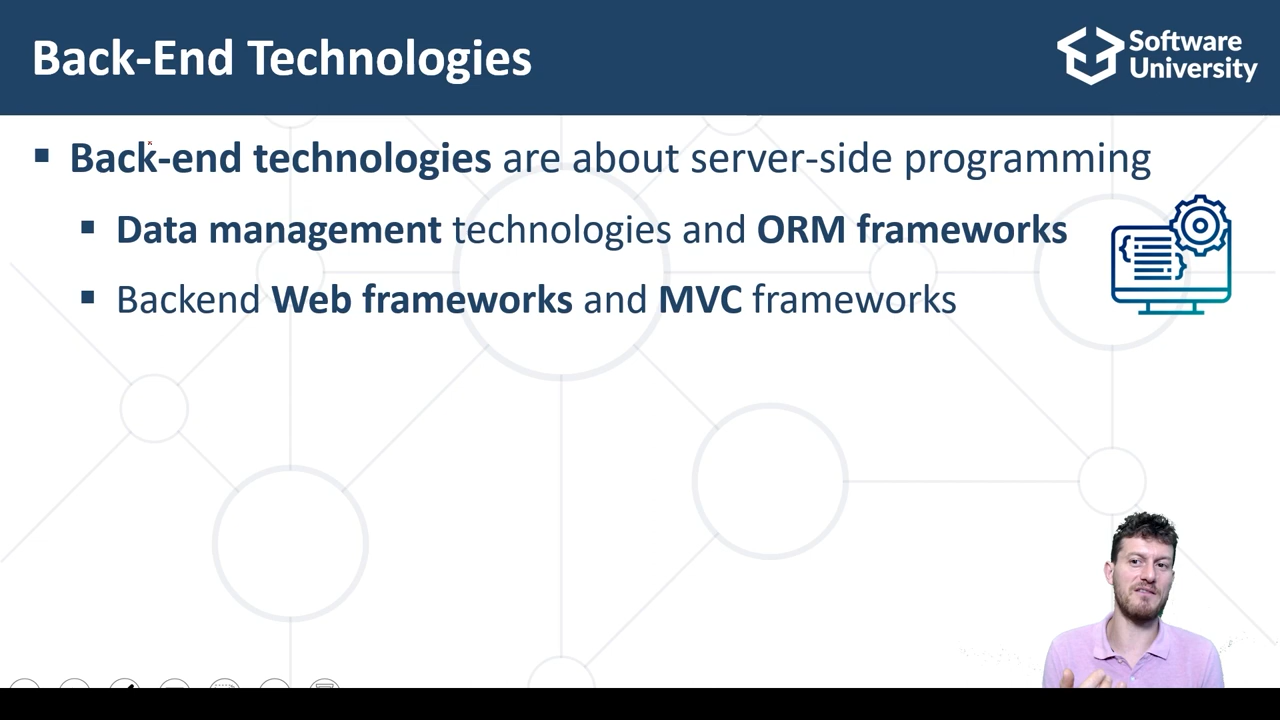 Back-End Technologies
Software
University
Back-end technologies are about server-side programming
Data management technologies and ORM frameworks
Backend Web frameworks and MVC frameworks